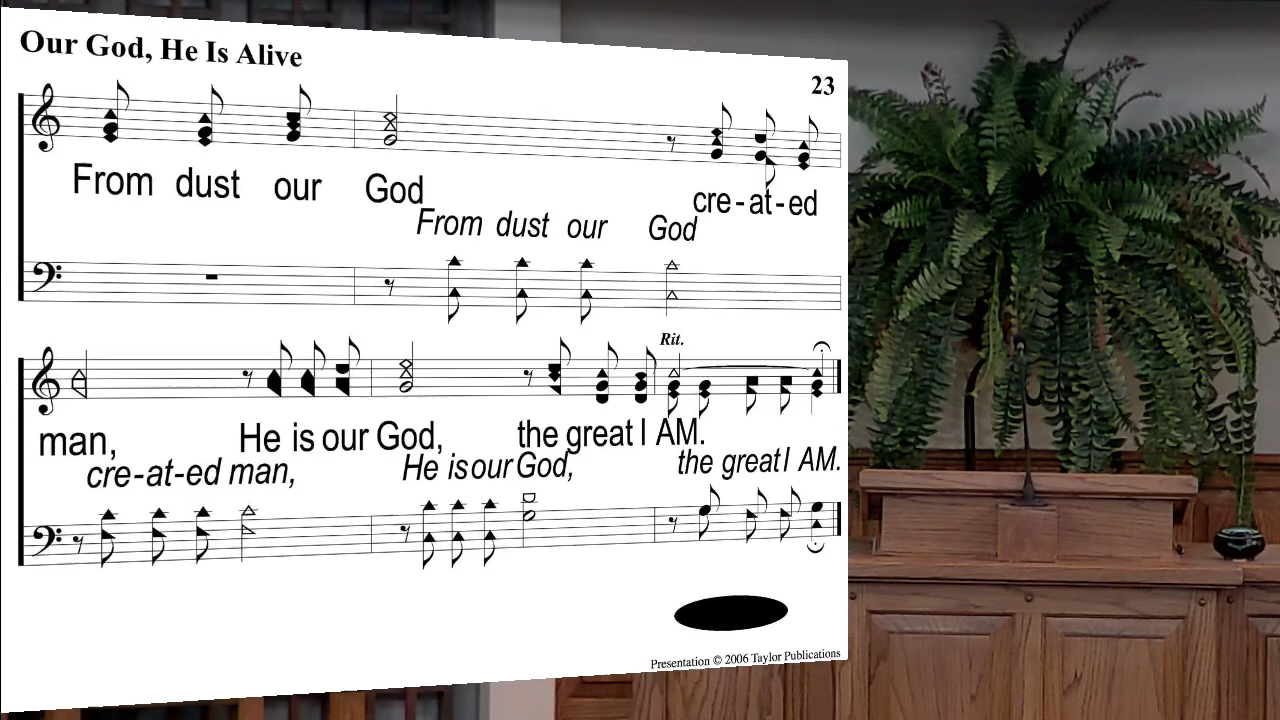 Our God, He Is Alive
23
From dust our God cre-at-ed
From dust our God
Rit.
man, He is our God, the great I AM.
cre-at-ed man, He is our God, the great I AM.
Presentation © 2006 Taylor Publications